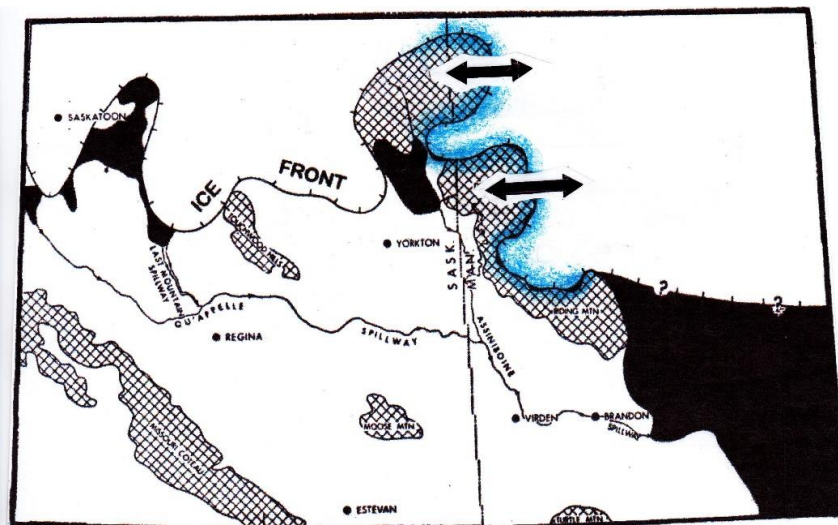 SASKATOON
ICE FRONT
LAST MOUNTAIN
SPILLWAY
YORKTON
SASK.
MAN.
QU'APPELLE
SPILLWAY
REGINA
ASSINIBOINE
?
?
RIDING MTN
MISSOURI COTEAU
MOOSE MTN
VIRDEN
BRANDON
SPILLWAY
ESTEVAN
TURTLE MTN